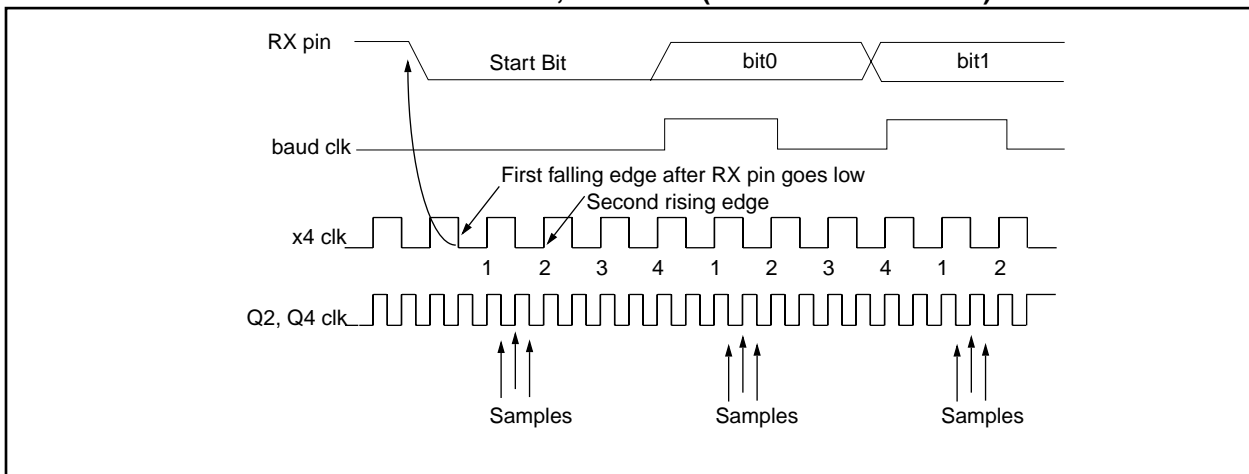 RX pin
Start Bit
bit0
bit1
baud clk
First falling edge after RX pin goes low
Second rising edge
x4 clk
1 2 3 4 1 2 3 4 1 2
Q2, Q4 clk
Samples Samples Samples